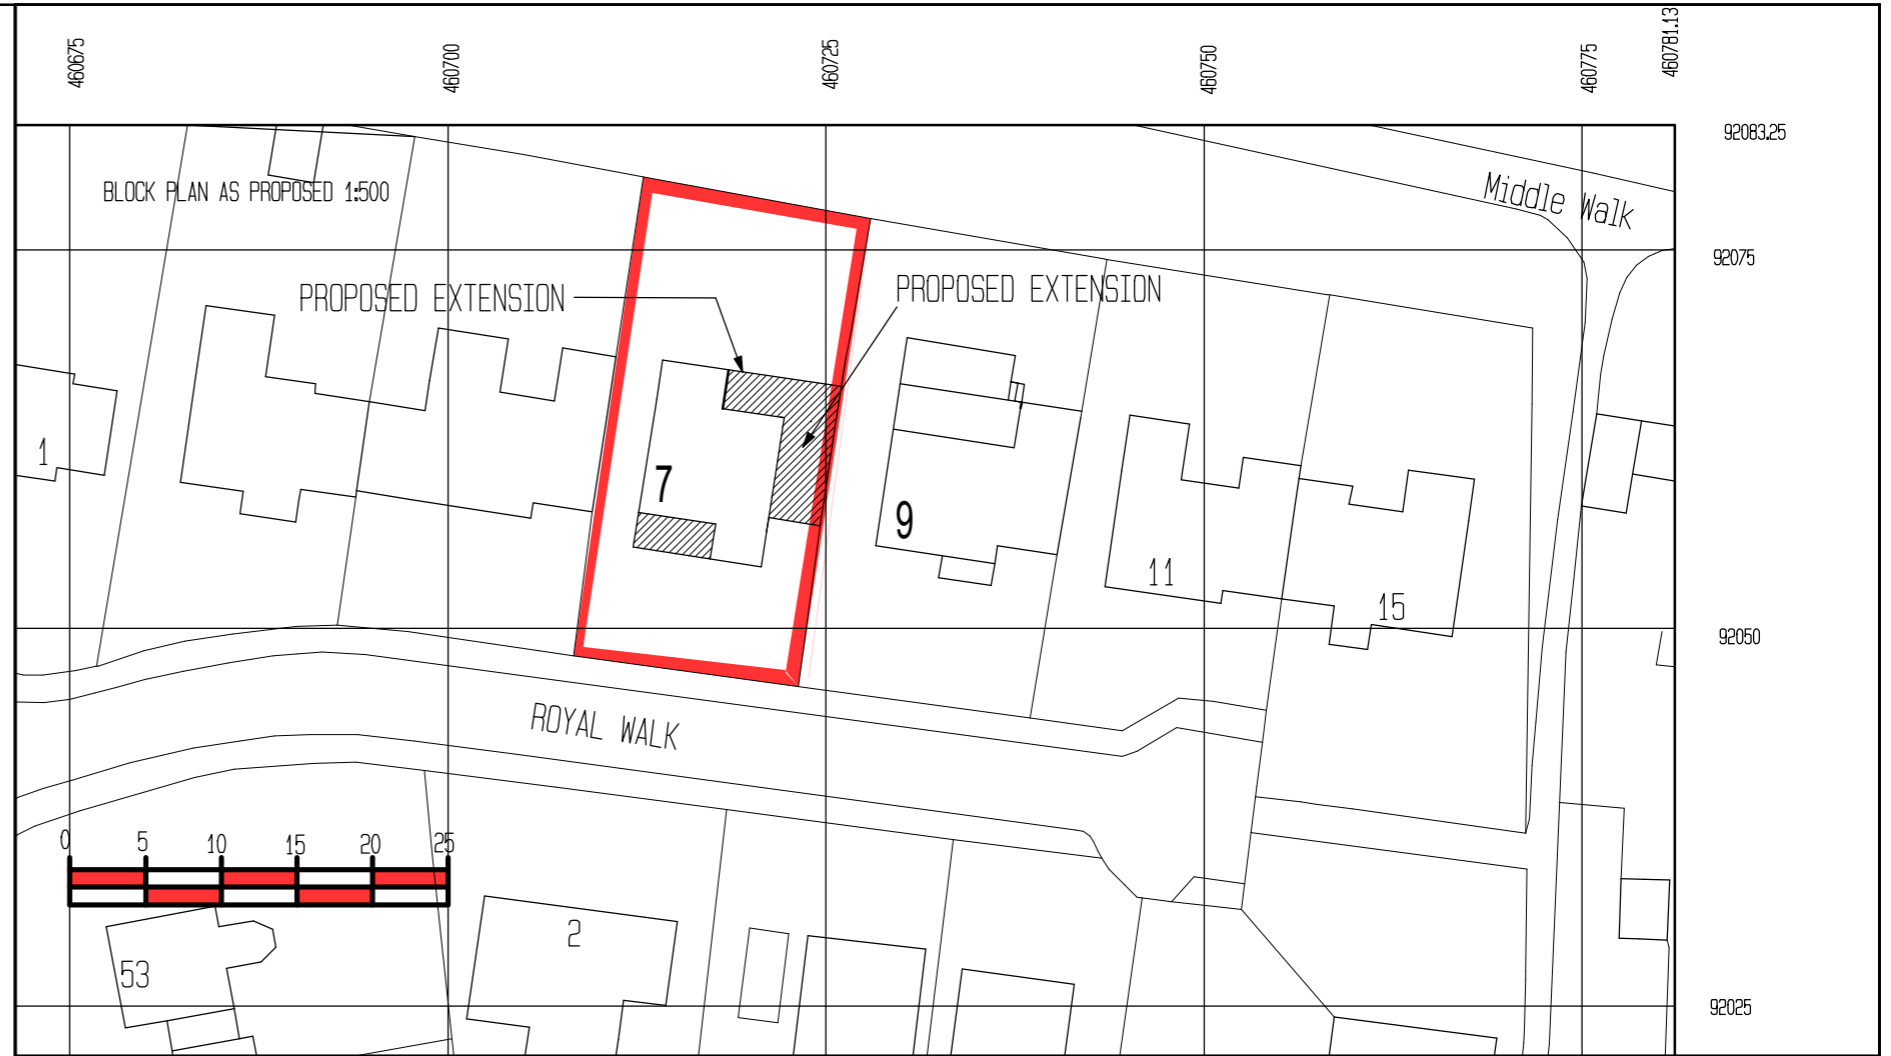 460675
460700
460725
460750
460775
460781.13
92083.25
BLOCK PLAN AS PROPOSED 1:500
Middle Walk
92075
PROPOSED EXTENSION
PROPOSED EXTENSION
1
7
9
11
15
92050
ROYAL WALK
0 5 10 15 20 25
2
53
92025